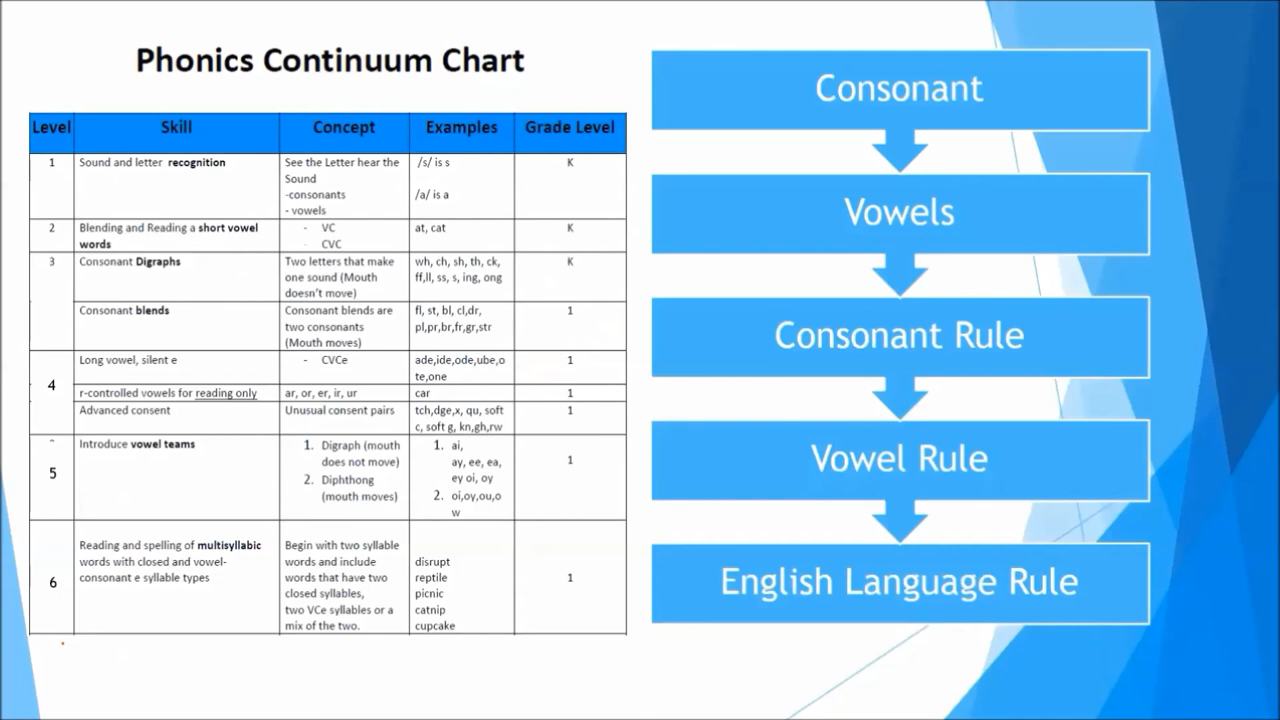 Phonics Continuum Chart
Level Skill Concept Examples Grade Level
1 Sound and letter recognition See the Letter hear the /s/ is s K
Sound
-consonants /a/ is a
- vowels
2 Blending and Reading a short vowel - VC at, cat K
words - CVC
3 Consonant Digraphs Two letters that make wh, ch, sh, th, ck, K
one sound (Mouth ff,ll, ss, s, ing, ong
doesn't move)
Consonant blends Consonant blends are fl, st, bl, cl,dr, 1
two consonants pl,pr,br,fr,gr,str
(Mouth moves)
4 Long vowel, silent e - CVCe ade,ide,ode,ube,o 1
te,one
r-controlled vowels for reading only ar, or, er, ir, ur car 1
Advanced consent Unusual consent pairs tch,dge,x, qu, soft 1
c, soft g, kn,gh,rw
5 Introduce vowel teams 1. Digraph (mouth 1. ai, 1
does not move) ay, ee, ea,
2. Diphthong ey oi, oy
(mouth moves) 2. oi,oy,ou,o
w
6 Reading and spelling of multisyllabic Begin with two syllable 1
words with closed and vowel- words and include disrupt
consonant e syllable types words that have two reptile
closed syllables, picnic
two VCe syllables or a catnip
mix of the two. cupcake
Consonant
Vowels
Consonant Rule
Vowel Rule
English Language Rule